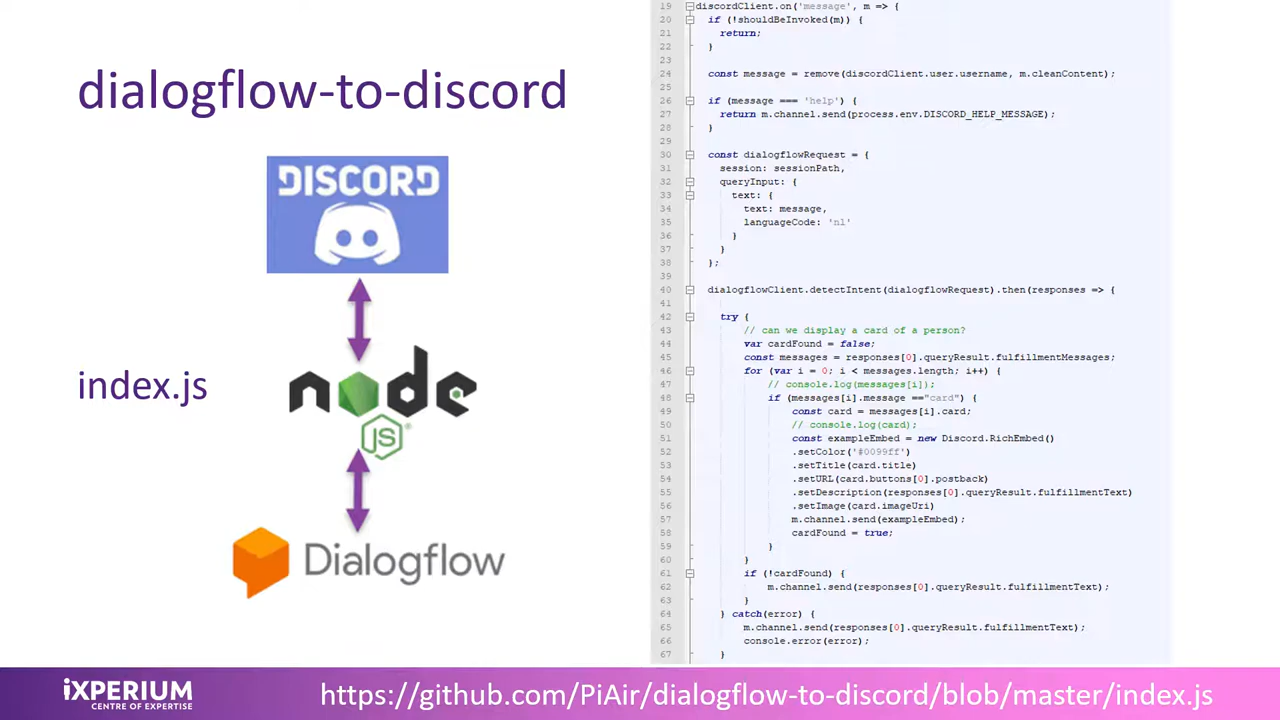 dialogflow-to-discord
DISCORD
index.js
node
JS
Dialogflow
19 discordClient.on('message', m => {
20 if (!shouldBeInvoked(m)) {
21 return;
22 }
23
24 const message = remove(discordClient.user.username, m.cleanContent);
25
26 if (message === 'help') {
27 return m.channel.send(process.env.DISCORD_HELP_MESSAGE);
28 }
29
30 const dialogflowRequest = {
31 session: sessionPath,
32 queryInput: {
33 text: {
34 text: message,
35 languageCode: 'nl'
36 }
37 }
38 };
39
40 dialogflowClient.detectIntent(dialogflowRequest).then(responses => {
41
42 try {
43 // can we display a card of a person?
44 var cardFound = false;
45 const messages = responses[0].queryResult.fulfillmentMessages;
46 for (var i = 0; i < messages.length; i++) {
47 // console.log(messages[i]);
48 if (messages[i].message =="card") {
49 const card = messages[i].card;
50 // console.log(card);
51 const exampleEmbed = new Discord.RichEmbed()
52 .setColor('#0099ff')
53 .setTitle(card.title)
54 .setURL(card.buttons[0].postback)
55 .setDescription(responses[0].queryResult.fulfillmentText)
56 .setImage(card.imageUri)
57 m.channel.send(exampleEmbed);
58 cardFound = true;
59 }
60 }
61 if (!cardFound) {
62 m.channel.send(responses[0].queryResult.fulfillmentText);
63 }
64 } catch(error) {
65 m.channel.send(responses[0].queryResult.fulfillmentText);
66 console.error(error);
67 }
iXPERIUM
CENTRE OF EXPERTISE
https://github.com/PiAir/dialogflow-to-discord/blob/master/index.js